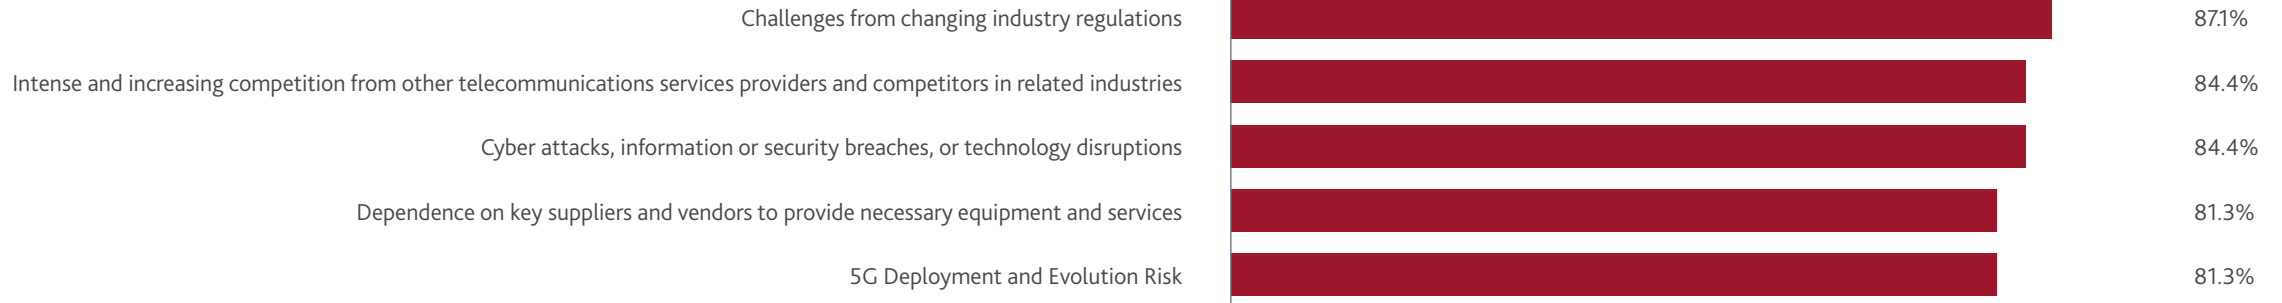 Challenges from changing industry regulations 87.1%
Intense and increasing competition from other telecommunications services providers and competitors in related industries 84.4%
Cyber attacks, information or security breaches, or technology disruptions 84.4%
Dependence on key suppliers and vendors to provide necessary equipment and services 81.3%
5G Deployment and Evolution Risk 81.3%